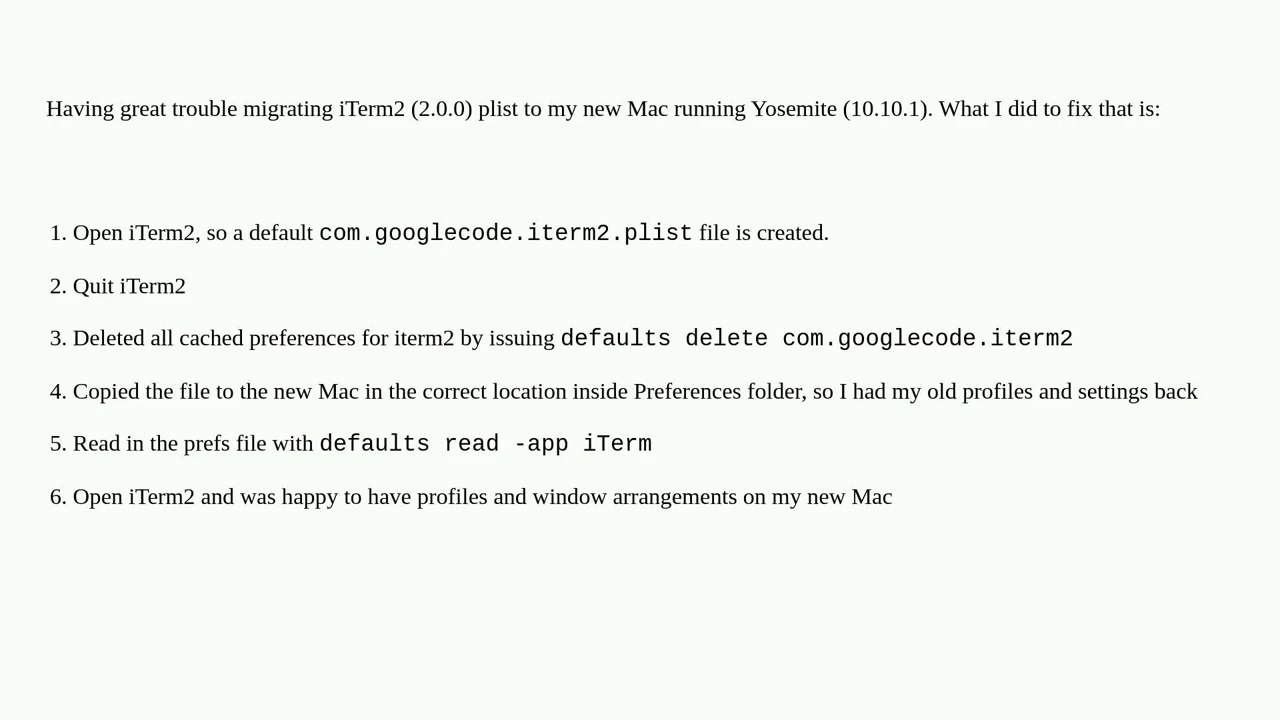 Having great trouble migrating iTerm2 (2.0.0) plist to my new Mac running Yosemite (10.10.1). What I did to fix that is:
1. Open iTerm2, so a default com.googlecode.iterm2.plist file is created.
2. Quit iTerm2
3. Deleted all cached preferences for iterm2 by issuing defaults delete com.googlecode.iterm2
4. Copied the file to the new Mac in the correct location inside Preferences folder, so I had my old profiles and settings back
5. Read in the prefs file with defaults read -app iTerm
6. Open iTerm2 and was happy to have profiles and window arrangements on my new Mac